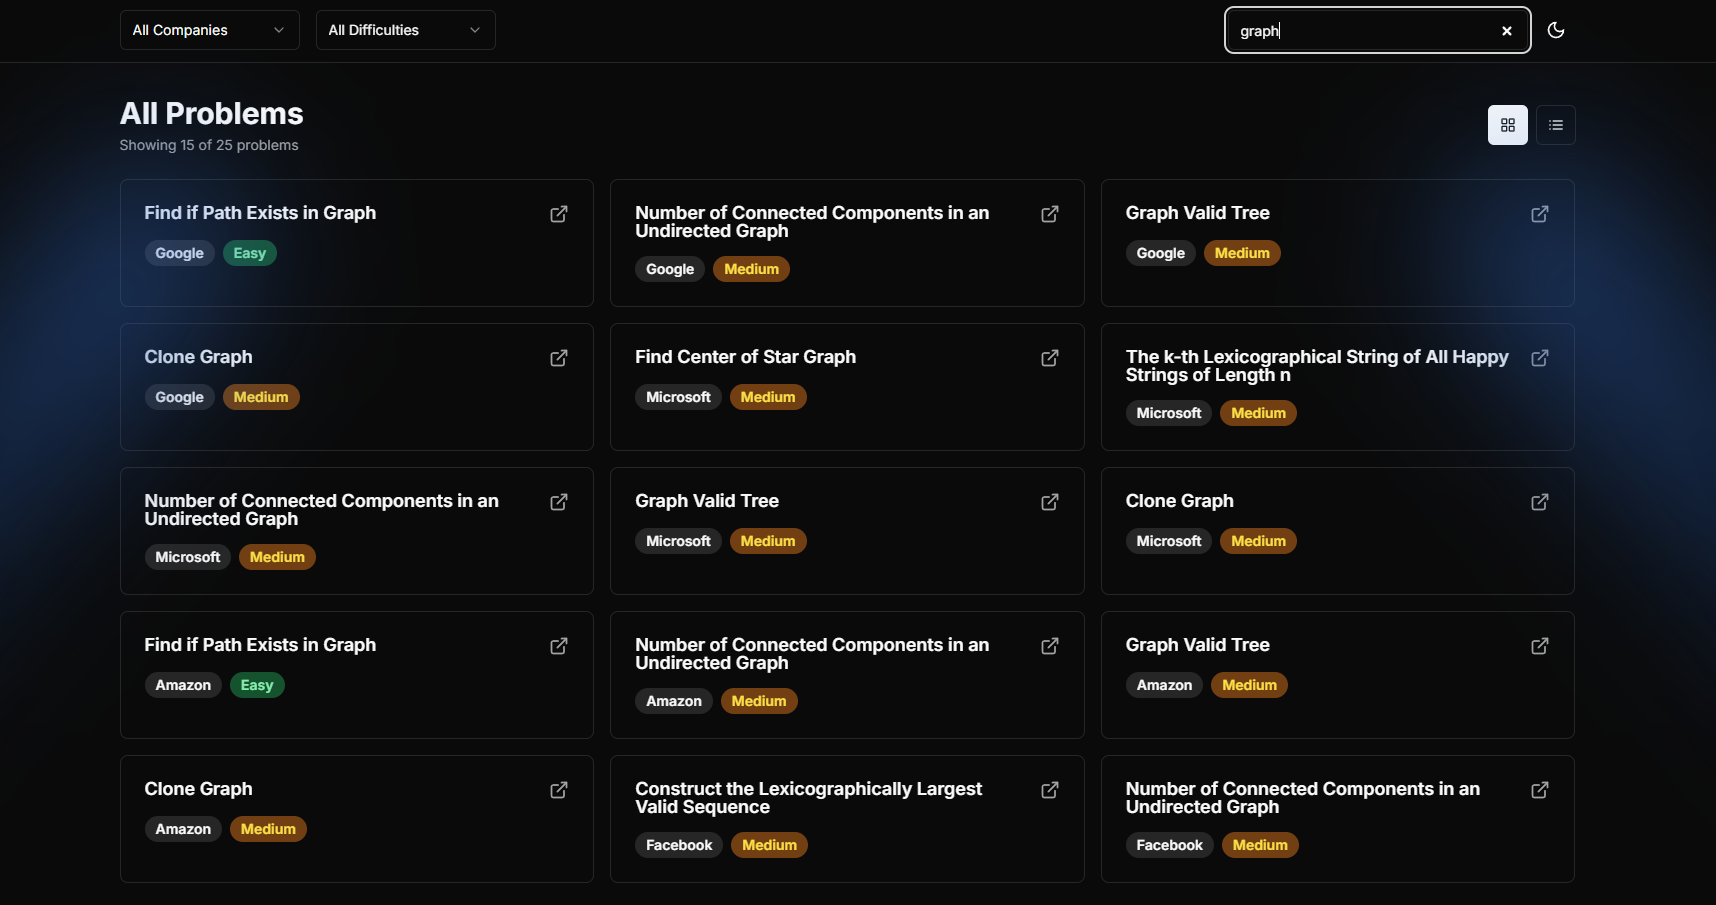 All Companies
All Difficulties
graph
All Problems
Showing 15 of 25 problems
Find if Path Exists in Graph
Google
Easy
Number of Connected Components in an
Undirected Graph
Google
Medium
Graph Valid Tree
Google
Medium
Clone Graph
Google
Medium
Find Center of Star Graph
Microsoft
Medium
The k-th Lexicographical String of All Happy
Strings of Length n
Microsoft
Medium
Number of Connected Components in an
Undirected Graph
Microsoft
Medium
Graph Valid Tree
Microsoft
Medium
Clone Graph
Microsoft
Medium
Find if Path Exists in Graph
Amazon
Easy
Number of Connected Components in an
Undirected Graph
Amazon
Medium
Graph Valid Tree
Amazon
Medium
Clone Graph
Amazon
Medium
Construct the Lexicographically Largest
Valid Sequence
Facebook
Medium
Number of Connected Components in an
Undirected Graph
Facebook
Medium